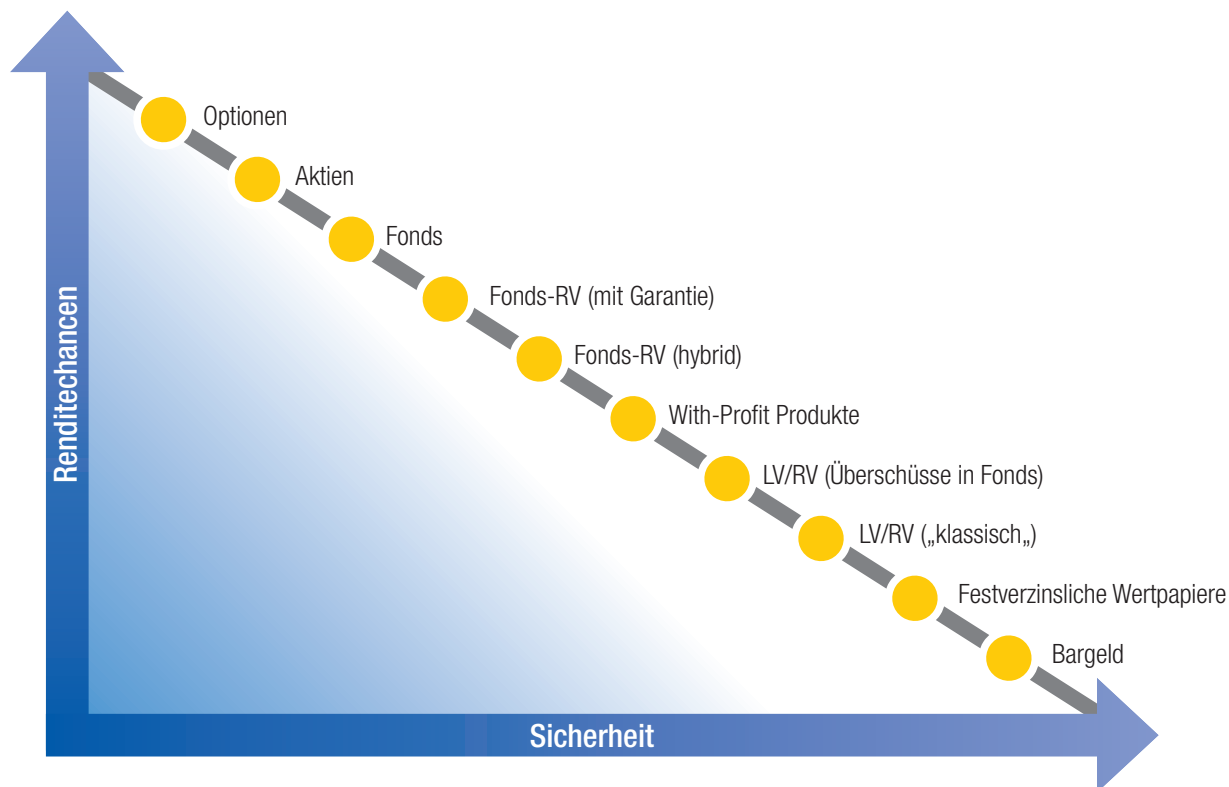 Optionen
Aktien
Fonds
Fonds-RV (mit Garantie)
Fonds-RV (hybrid)
With-Profit Produkte
LV/RV (Überschüsse in Fonds)
LV/RV („klassisch„)
Festverzinsliche Wertpapiere
Bargeld
Renditechancen
Sicherheit